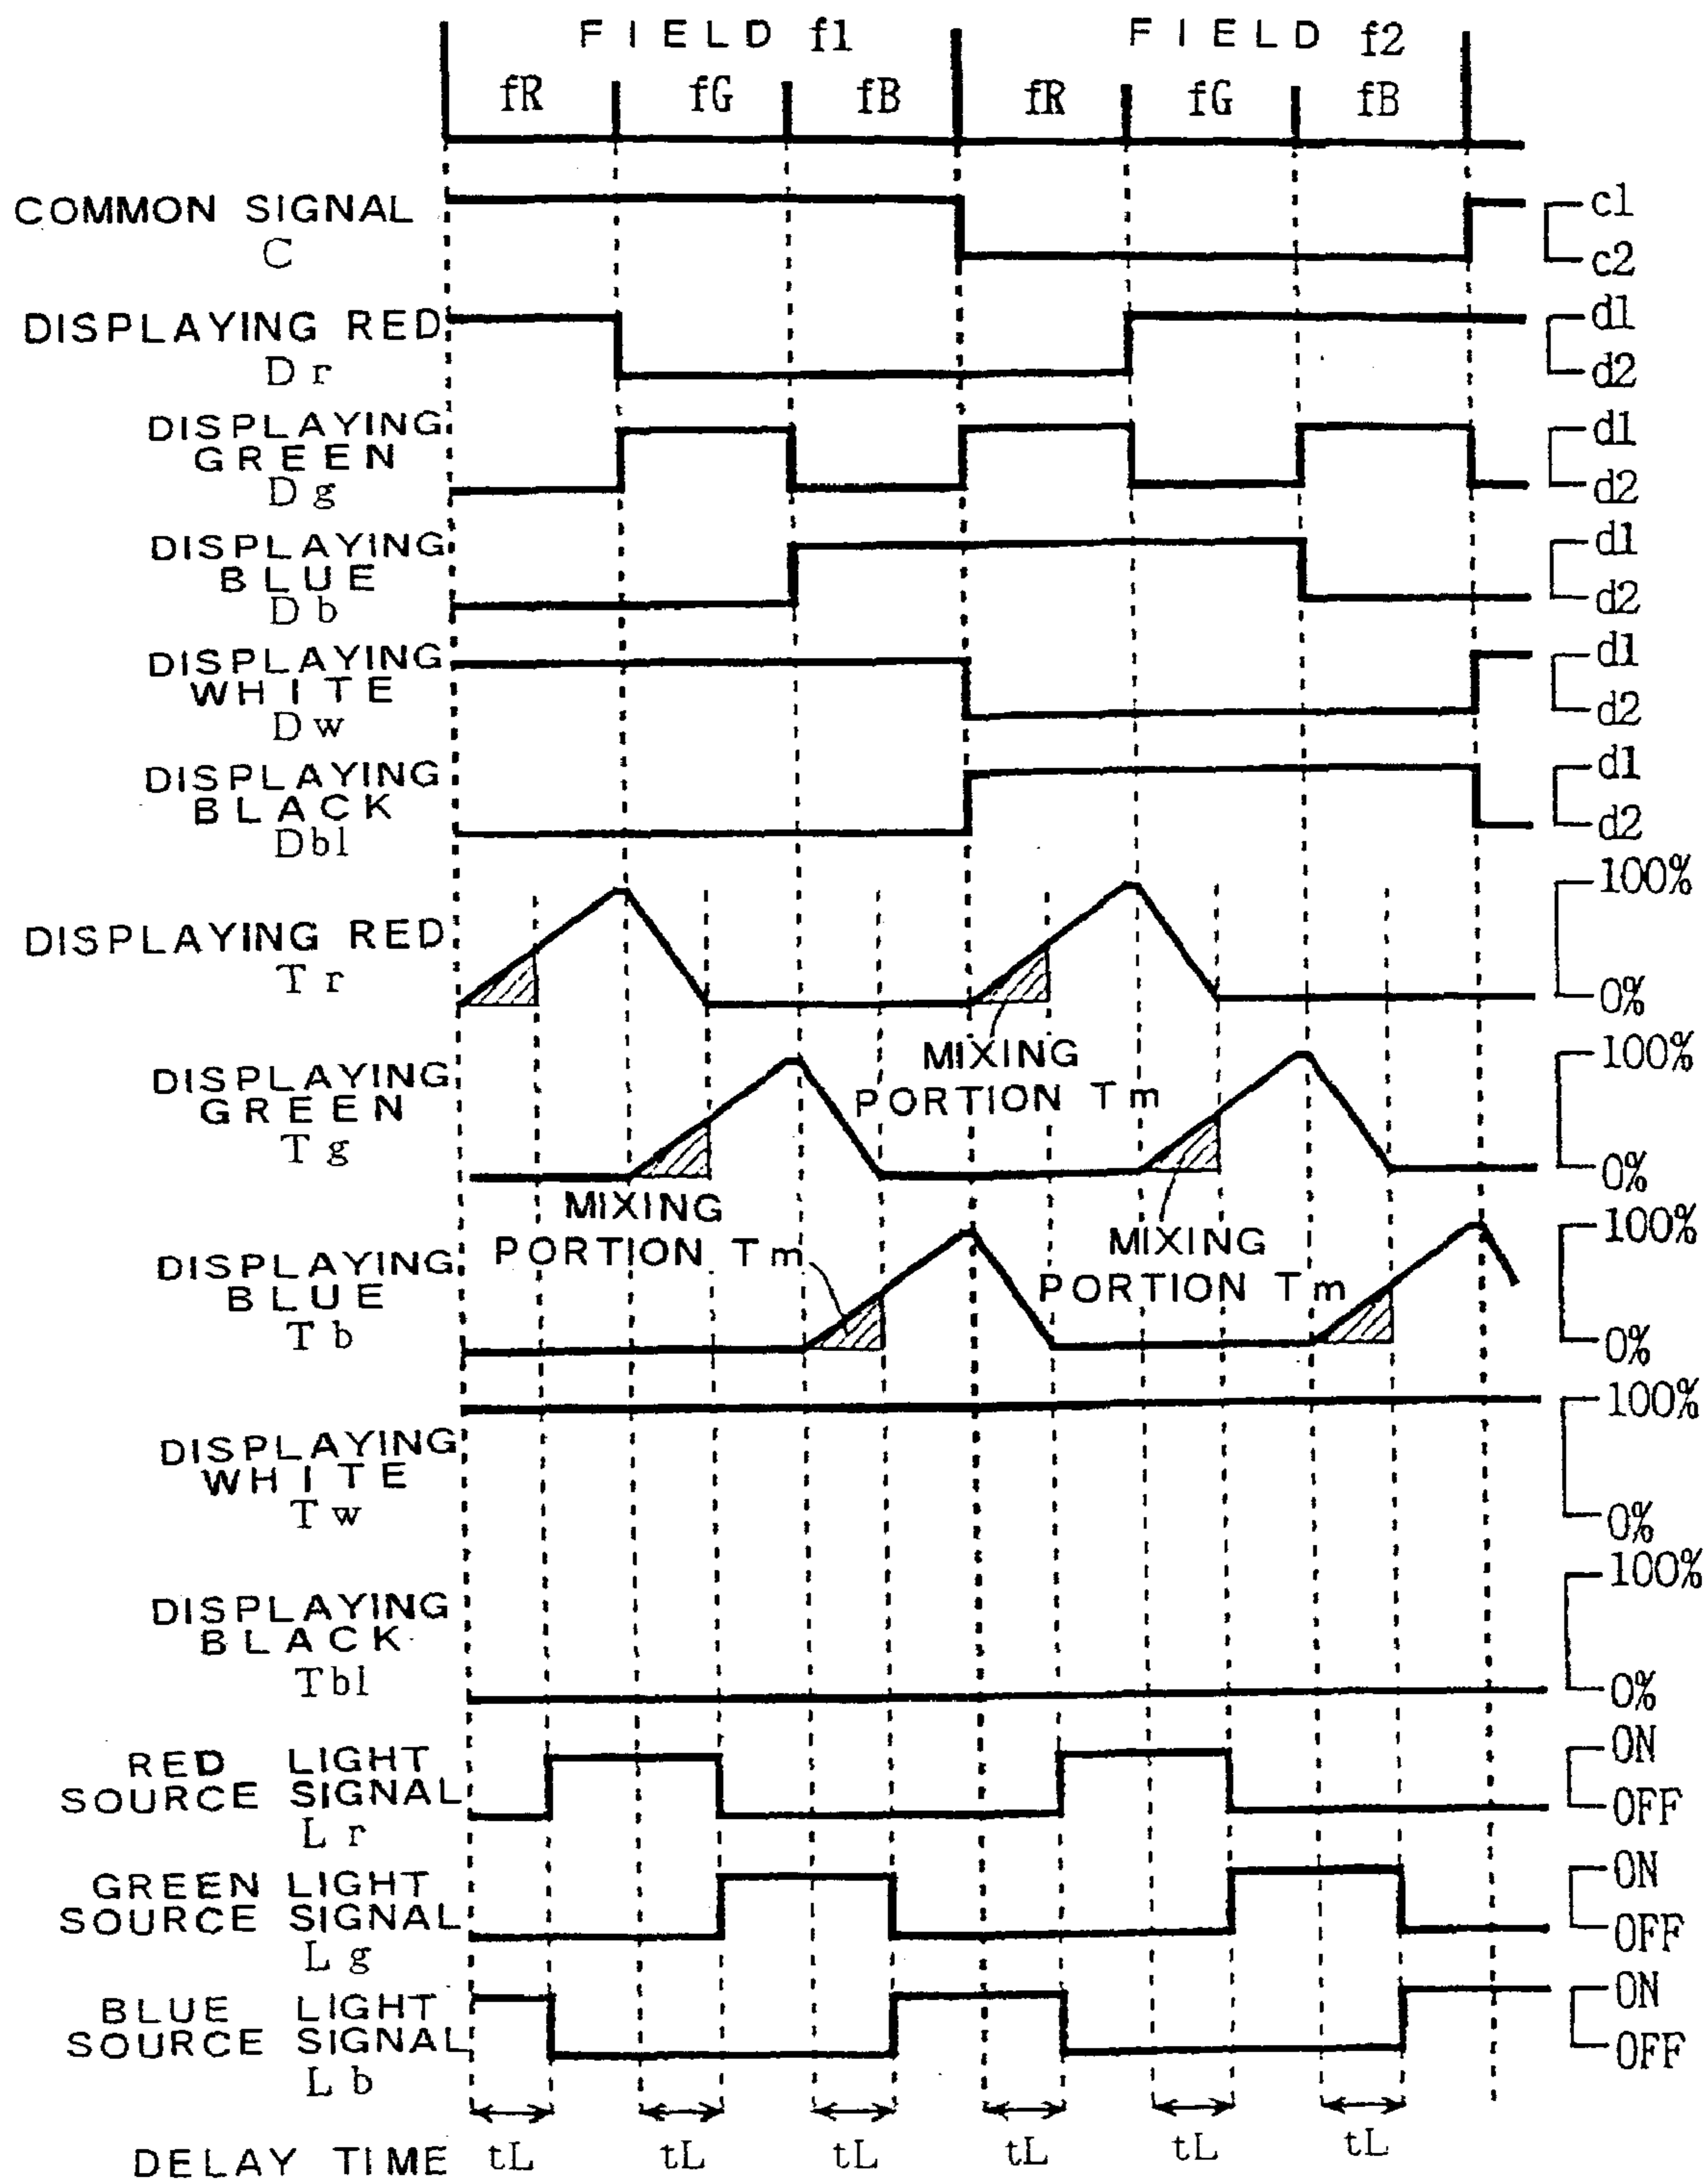 FIELD f1 FIELD f2
fR fG fB fR fG fB
COMMON SIGNAL
C
c1
c2
DISPLAYING RED
Dr
d1
d2
DISPLAYING
GREEN
Dg
d1
d2
DISPLAYING
BLUE
Db
d1
d2
DISPLAYING
WHITE
Dw
d1
d2
DISPLAYING
BLACK
Dbl
d1
d2
DISPLAYING RED
Tr
100%
0%
MIXING
PORTION Tm
DISPLAYING
GREEN
Tg
100%
0%
MIXING
PORTION Tm
MIXING
PORTION Tm
DISPLAYING
BLUE
Tb
100%
0%
DISPLAYING
WHITE
Tw
100%
0%
DISPLAYING
BLACK
Tbl
100%
0%
RED LIGHT
SOURCE SIGNAL
Lr
ON
OFF
GREEN LIGHT
SOURCE SIGNAL
Lg
ON
OFF
BLUE LIGHT
SOURCE SIGNAL
Lb
ON
OFF
DELAY TIME tL tL tL tL tL tL